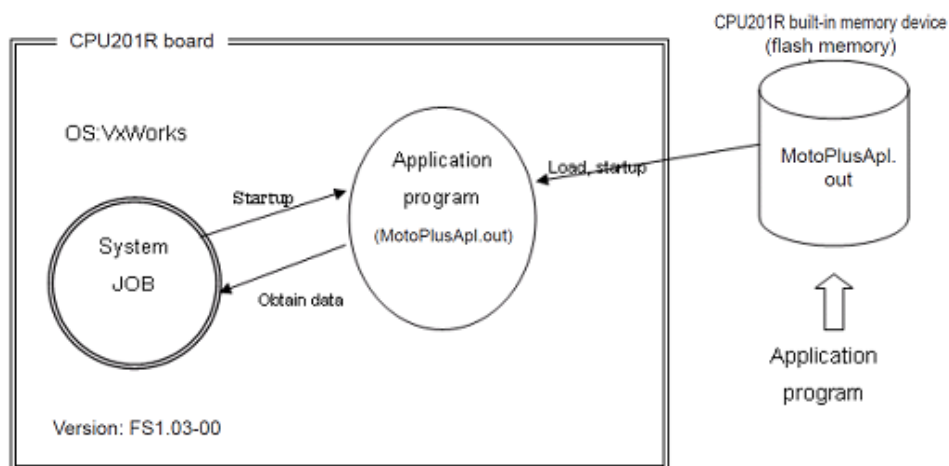 CPU201R board
CPU201R built-in memory device
(flash memory)
OS:VxWorks
Application
program
(MotoPlusApl.out)
Load, startup
MotoPlusApl.
out
Startup
System
JOB
Obtain data
Application
program
Version: FS1.03-00